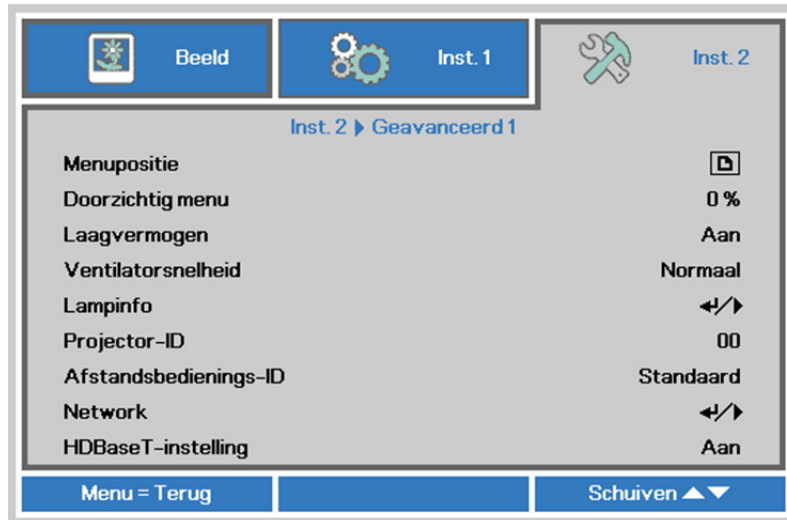 Beeld Inst. 1 Inst. 2
Inst. 2 Geavanceerd 1
Menupositie
Doorzichtig menu 0 %
Laagvermogen Aan
Ventilatorsnelheid Normaal
Lampinfo
Projector-ID 00
Afstandsbedienings-ID Standaard
Network
HDBaseT-instelling Aan
Menu = Terug Schuiven